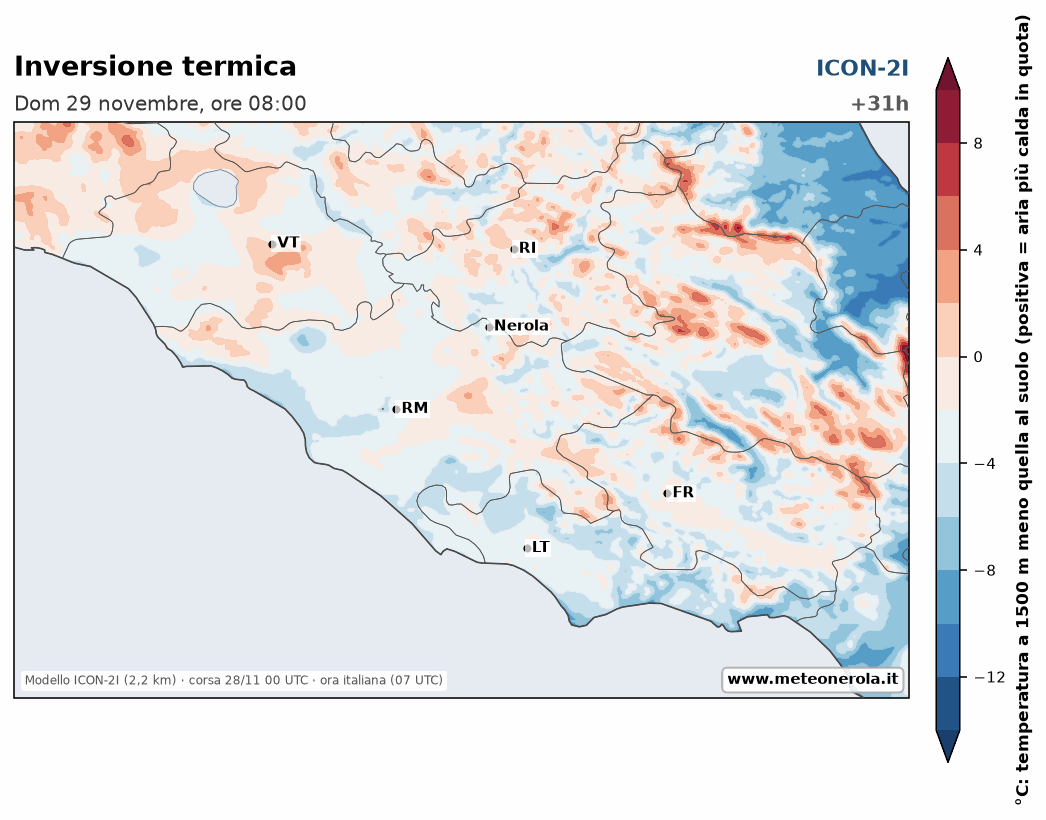 Inversione termica
ICON-2I
Dom 29 novembre, ore 08:00
+31h
VT
RI
Nerola
RM
FR
LT
Modello ICON-2I (2,2 km) · corsa 28/11 00 UTC · ora italiana (07 UTC)
www.meteonerola.it
8
4
0
−4
−8
−12
°C: temperatura a 1500 m meno quella al suolo (positiva = aria più calda in quota)